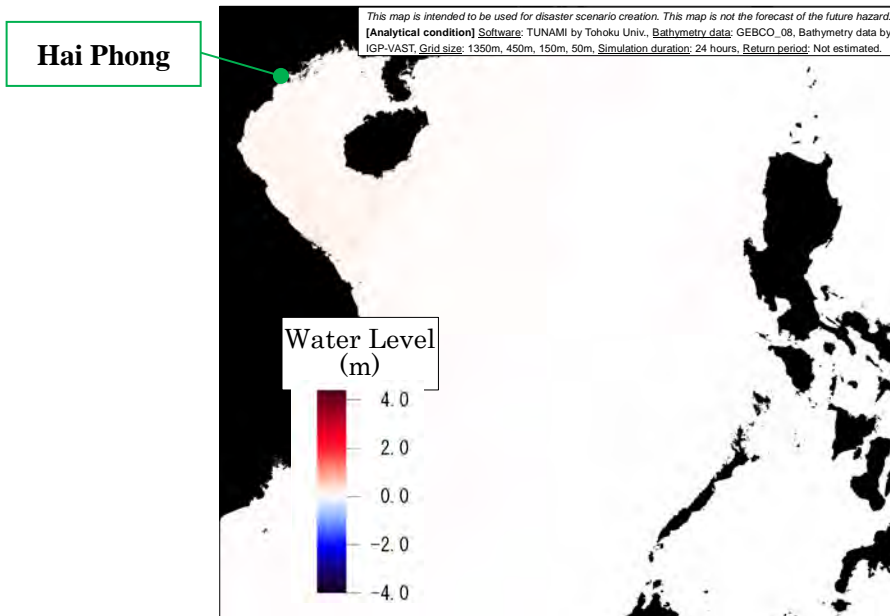 This map is intended to be used for disaster scenario creation. This map is not the forecast of the future hazard.
[Analytical condition] Software: TUNAMI by Tohoku Univ., Bathymetry data: GEBCO_08, Bathymetry data by
IGP-VAST, Grid size: 1350m, 450m, 150m, 50m, Simulation duration: 24 hours, Return period: Not estimated.
Hai Phong
Water Level
(m)
4.0
2.0
0.0
-2.0
-4.0